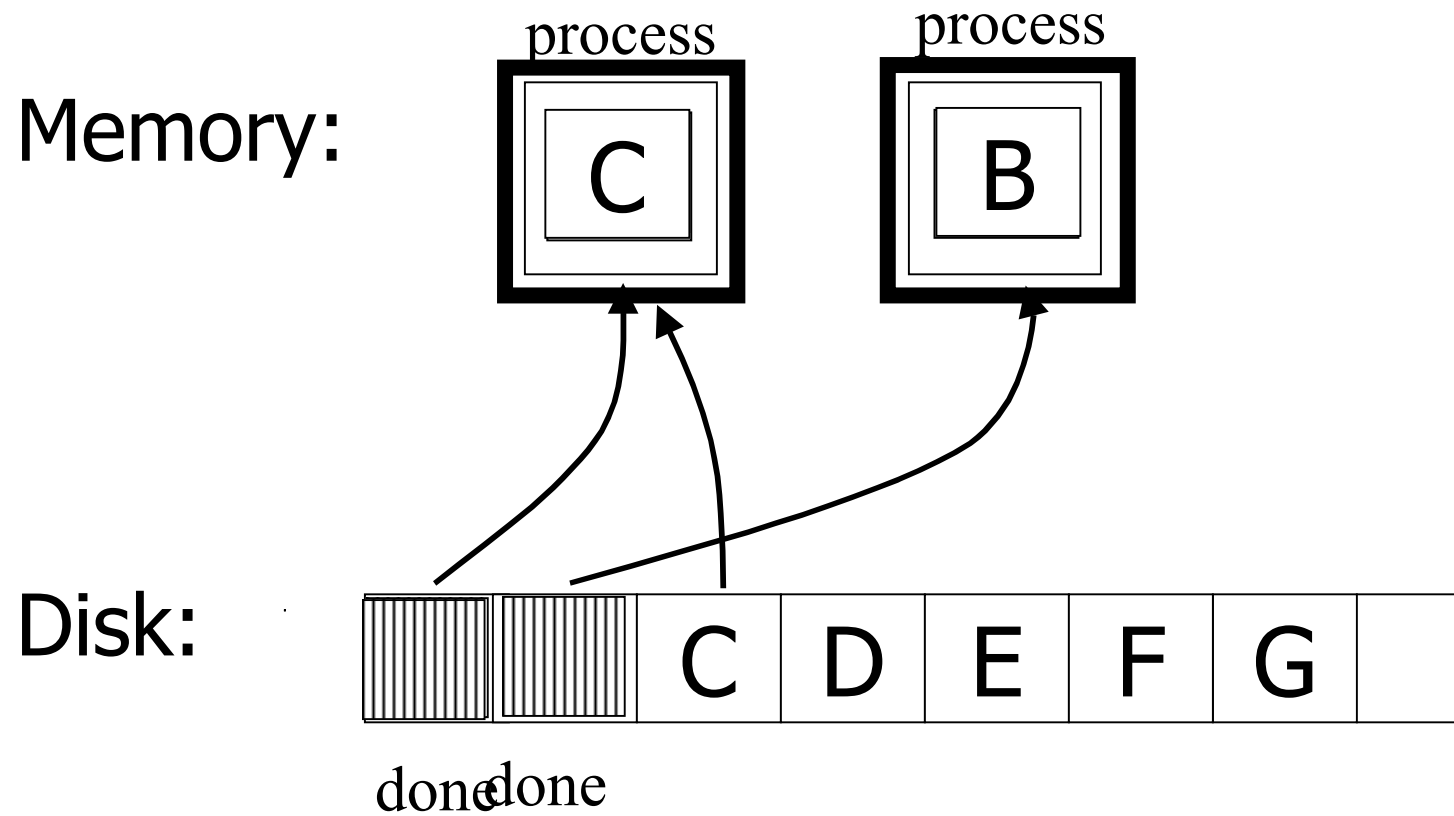 process process
Memory:
C B
Disk:
C D E F G
done done